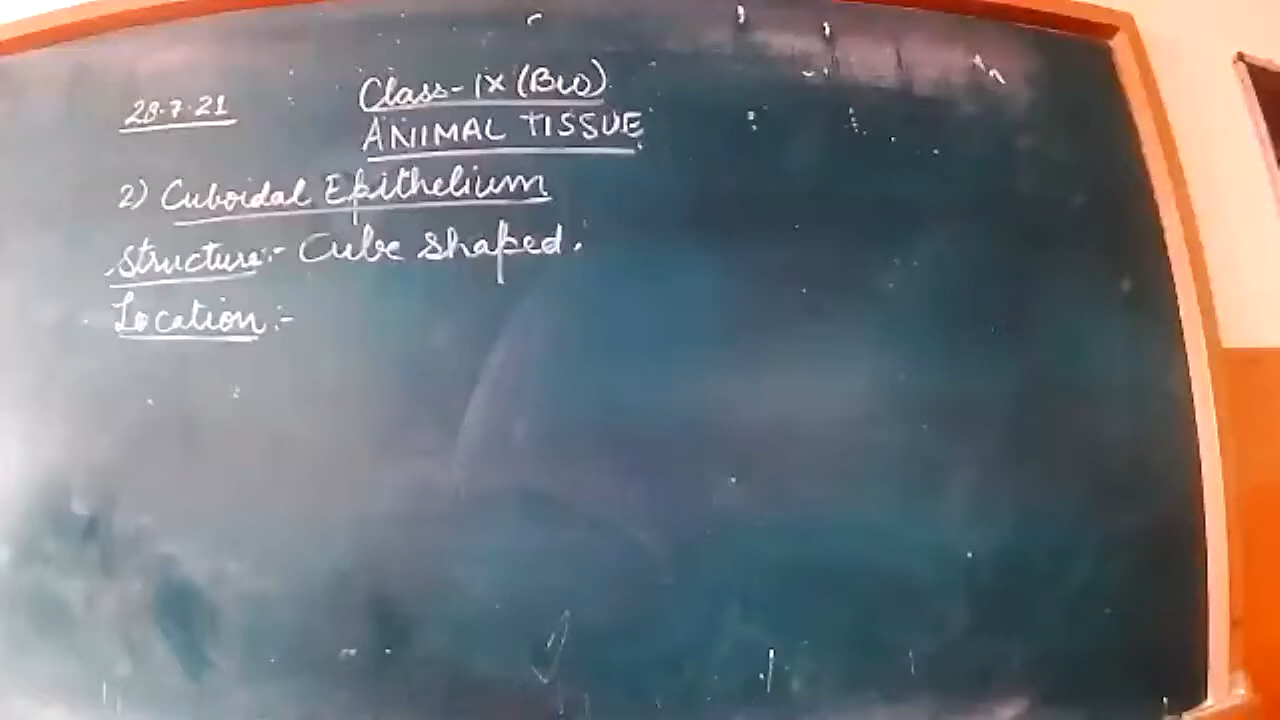 28.7.21
Class-IX (Bio)
ANIMAL TISSUE
2) Cuboidal Epithelium
Structure:- Cube shaped.
Location:-